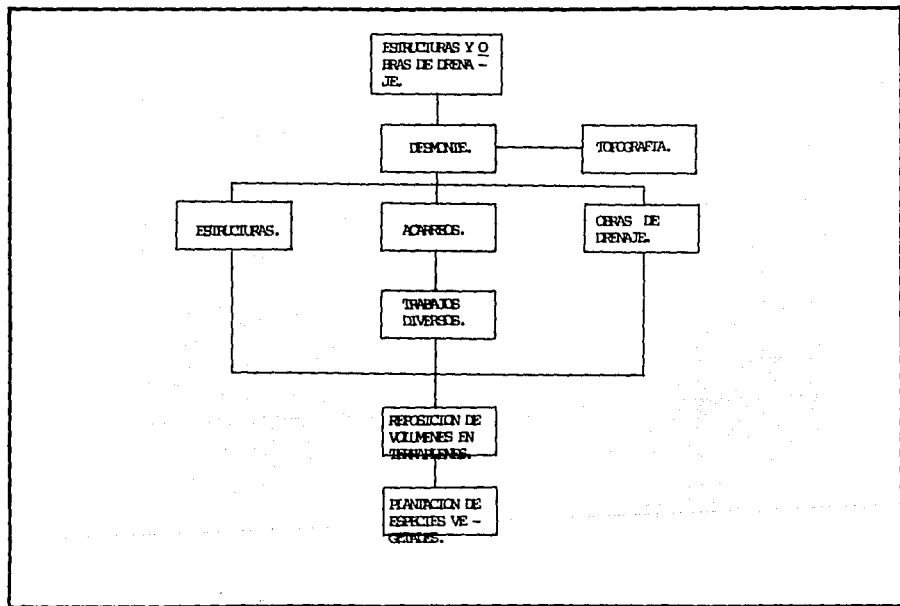 ESTRUCTURAS Y O
BRAS DE DRENA -
JE.
DESMONTE.
TOPOGRAFIA.
ESTRUCTURAS.
ACARREOS.
OBRAS DE
DRENAJE.
TRABAJOS
DIVERSOS.
REPOSICION DE
VOLUMENES EN
TERRAPLENES.
PLANTACION DE
ESPECIES VE -
GETALES.